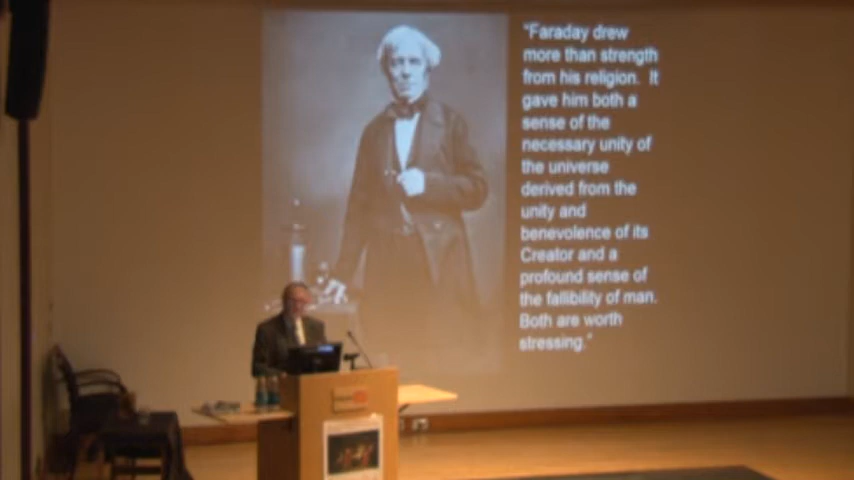 "Faraday drew
more than strength
from his religion. It
gave him both a
sense of the
necessary unity of
the universe
derived from the
unity and
benevolence of its
Creator and a
profound sense of
the fallibility of man.
Both are worth
stressing."